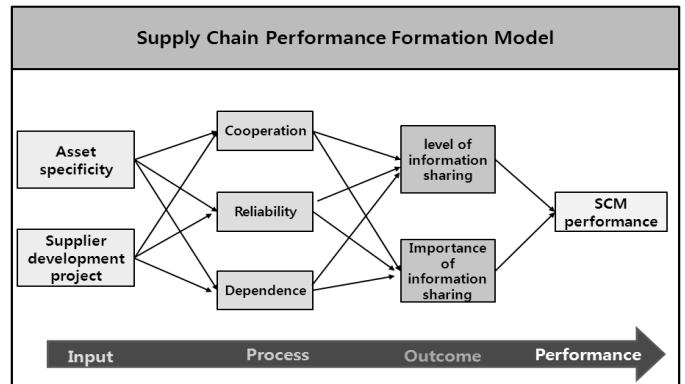 Supply Chain Performance Formation Model
Asset
specificity
Supplier
development
project
Cooperation
Reliability
Dependence
level of
information
sharing
Importance
of
information
sharing
SCM
performance
Input
Process
Outcome
Performance